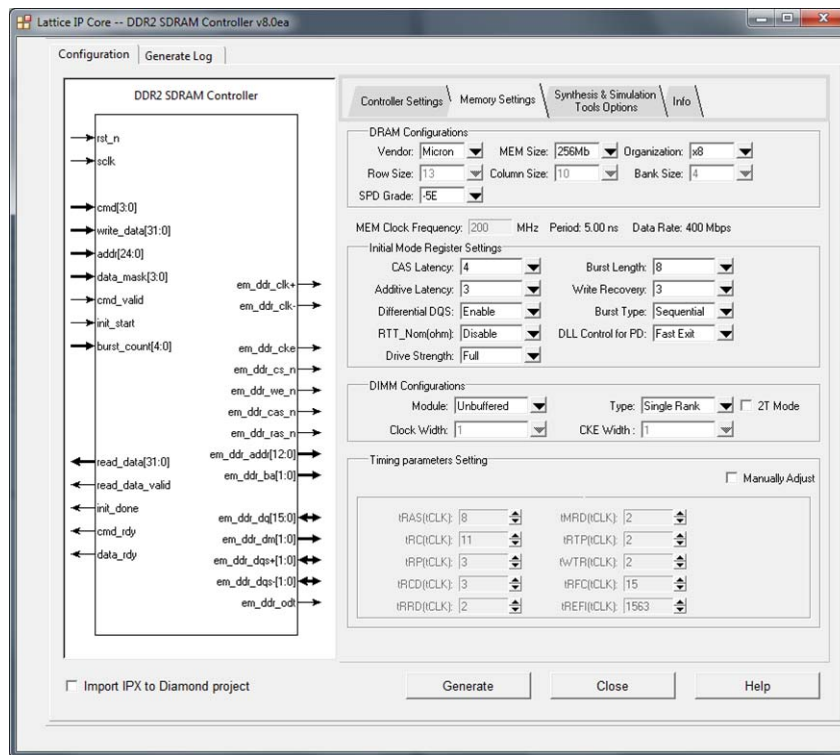 Lattice IP Core -- DDR2 SDRAM Controller v8.0ea
Configuration Generate Log
DDR2 SDRAM Controller
rst_n
sclk
cmd[3:0]
write_data[31:0]
addr[24:0]
data_mask[3:0]
cmd_valid
init_start
burst_count[4:0]
read_data[31:0]
read_data_valid
init_done
cmd_rdy
data_rdy
em_ddr_clk+
em_ddr_clk-
em_ddr_cke
em_ddr_cs_n
em_ddr_we_n
em_ddr_cas_n
em_ddr_ras_n
em_ddr_addr[12:0]
em_ddr_ba[1:0]
em_ddr_dq[15:0]
em_ddr_dm[1:0]
em_ddr_dqs+[1:0]
em_ddr_dqs-[1:0]
em_ddr_odt
Controller Settings Memory Settings Synthesis & Simulation Tools Options Info
DRAM Configurations
Vendor: Micron MEM Size: 256Mb Organization: x8
Row Size: 13 Column Size: 10 Bank Size: 4
SPD Grade: -5E
MEM Clock Frequency: 200 MHz Period: 5.00 ns Data Rate: 400 Mbps
Initial Mode Register Settings
CAS Latency: 4 Burst Length: 8
Additive Latency: 3 Write Recovery: 3
Differential DQS: Enable Burst Type: Sequential
RTT_Nom(ohm): Disable DLL Control for PD: Fast Exit
Drive Strength: Full
DIMM Configurations
Module: Unbuffered Type: Single Rank 2T Mode
Clock Width: 1 CKE Width : 1
Timing parameters Setting
Manually Adjust
tRAS(tCLK): 8 tMRD(tCLK): 2
tRC(tCLK): 11 tRTP(tCLK): 2
tRP(tCLK): 3 tWTR(tCLK): 2
tRCD(tCLK): 3 tRFC(tCLK): 15
tRRD(tCLK): 2 tREFI(tCLK): 1563
Import IPX to Diamond project Generate Close Help